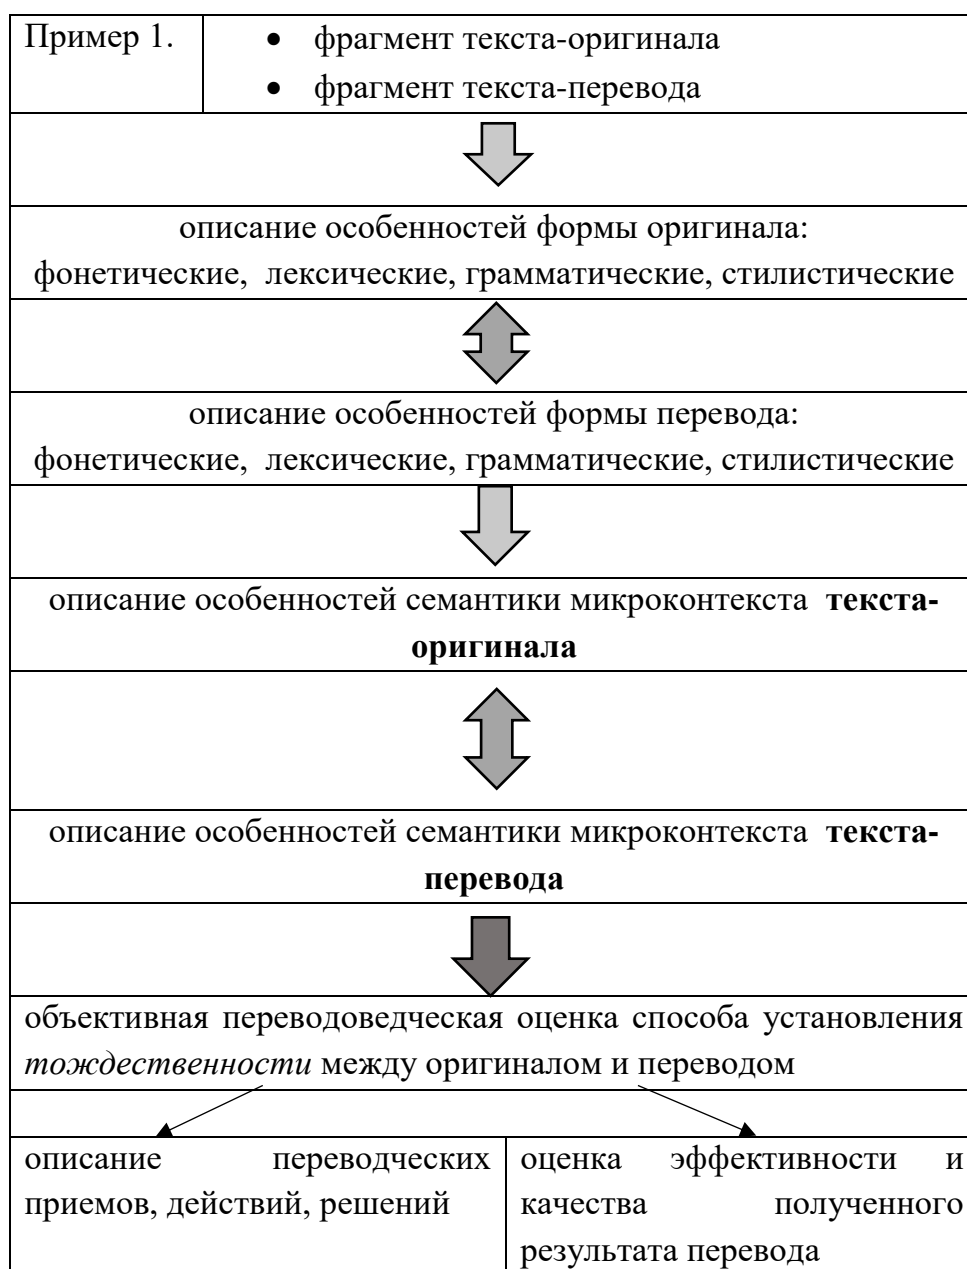 Пример 1.
• фрагмент текста-оригинала
• фрагмент текста-перевода
описание особенностей формы оригинала:
фонетические, лексические, грамматические, стилистические
описание особенностей формы перевода:
фонетические, лексические, грамматические, стилистические
описание особенностей семантики микроконтекста текста-
оригинала
описание особенностей семантики микроконтекста текста-
перевода
объективная переводоведческая оценка способа установления
тождественности между оригиналом и переводом
описание переводческих
приемов, действий, решений
оценка эффективности и
качества полученного
результата перевода